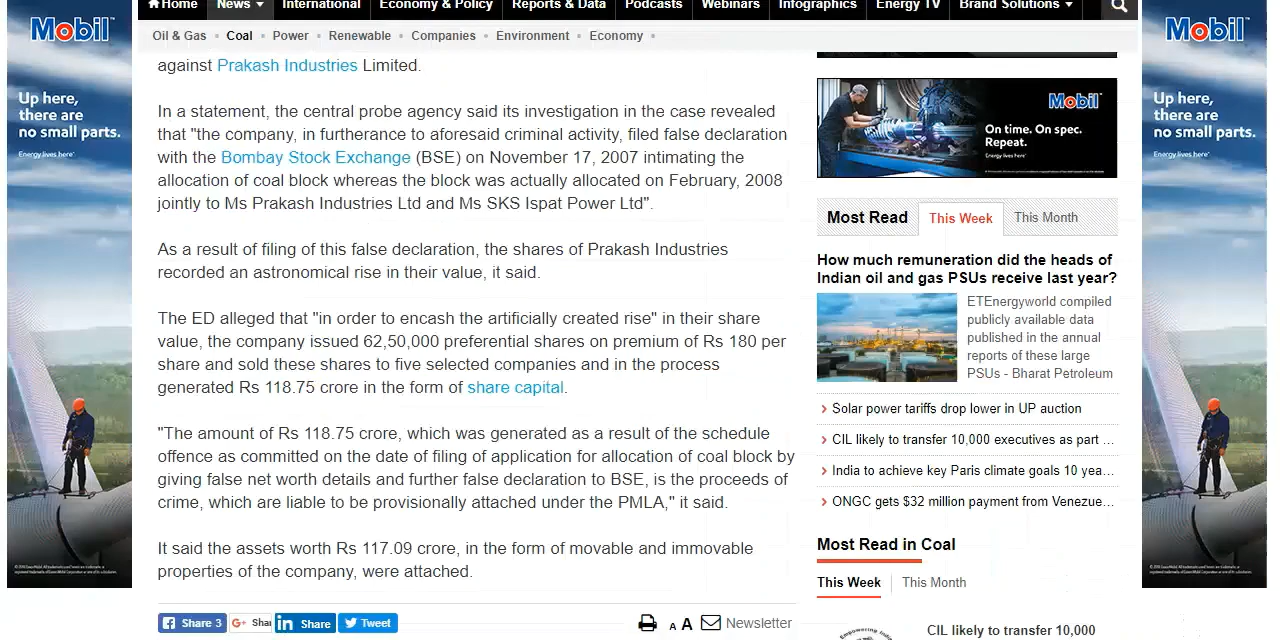 Home News International Economy & Policy Reports & Data Podcasts Webinars Infographics Energy TV Brand Solutions
Oil & Gas Coal Power Renewable Companies Environment Economy
Mobil
Up here,
there are
no small parts.
Energy lives here
against Prakash Industries Limited.
In a statement, the central probe agency said its investigation in the case revealed
that "the company, in furtherance to aforesaid criminal activity, filed false declaration
with the Bombay Stock Exchange (BSE) on November 17, 2007 intimating the
allocation of coal block whereas the block was actually allocated on February, 2008
jointly to Ms Prakash Industries Ltd and Ms SKS Ispat Power Ltd".
As a result of filing of this false declaration, the shares of Prakash Industries
recorded an astronomical rise in their value, it said.
The ED alleged that "in order to encash the artificially created rise" in their share
value, the company issued 62,50,000 preferential shares on premium of Rs 180 per
share and sold these shares to five selected companies and in the process
generated Rs 118.75 crore in the form of share capital.
"The amount of Rs 118.75 crore, which was generated as a result of the schedule
offence as committed on the date of filing of application for allocation of coal block by
giving false net worth details and further false declaration to BSE, is the proceeds of
crime, which are liable to be provisionally attached under the PMLA," it said.
It said the assets worth Rs 117.09 crore, in the form of movable and immovable
properties of the company, were attached.
Share 3 G+ Shar in Share Tweet A A Newsletter
Mobil
On time. On spec.
Repeat.
Energy lives here
Most Read This Week This Month
How much remuneration did the heads of
Indian oil and gas PSUs receive last year?
ETEnergyworld compiled
publicly available data
published in the annual
reports of these large
PSUs - Bharat Petroleum
Solar power tariffs drop lower in UP auction
CIL likely to transfer 10,000 executives as part ...
India to achieve key Paris climate goals 10 yea...
ONGC gets $32 million payment from Venezue...
Most Read in Coal
This Week This Month
CIL likely to transfer 10,000
Mobil
Up here,
there are
no small parts.
Energy lives here